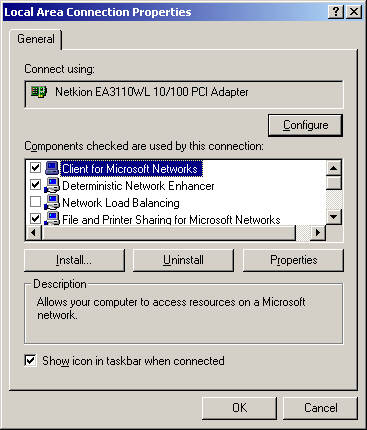 Local Area Connection Properties
General
Connect using:
Netkion EA3110WL 10/100 PCI Adapter
Configure
Components checked are used by this connection:
Client for Microsoft Networks
Deterministic Network Enhancer
Network Load Balancing
File and Printer Sharing for Microsoft Networks
Install... Uninstall Properties
Description
Allows your computer to access resources on a Microsoft
network.
Show icon in taskbar when connected
OK Cancel